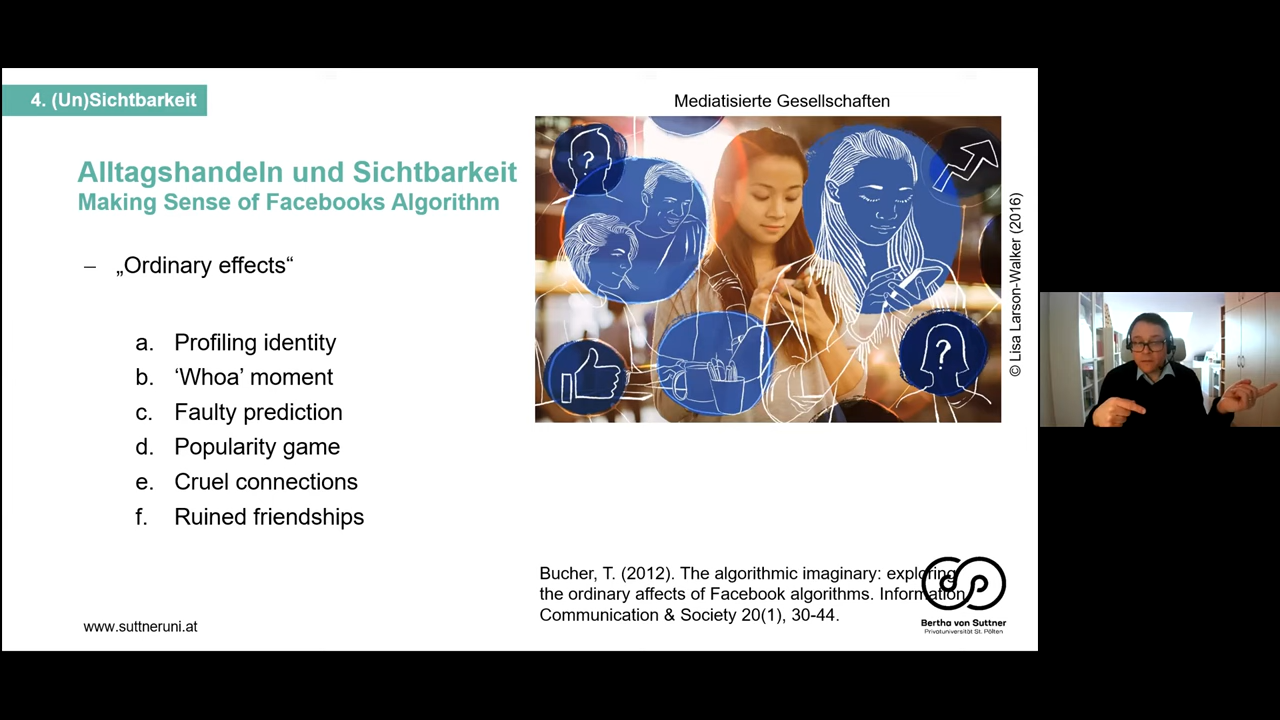 4. (Un)Sichtbarkeit
Mediatisierte Gesellschaften
Alltagshandeln und Sichtbarkeit
Making Sense of Facebooks Algorithm
– „Ordinary effects“
a. Profiling identity
b. ‘Whoa’ moment
c. Faulty prediction
d. Popularity game
e. Cruel connections
f. Ruined friendships
© Lisa Larson-Walker (2016)
? 
?
Bucher, T. (2012). The algorithmic imaginary: exploring
the ordinary affects of Facebook algorithms. Information,
Communication & Society 20(1), 30-44.
www.suttneruni.at
Bertha von Suttner
Privatuniversität St. Pölten